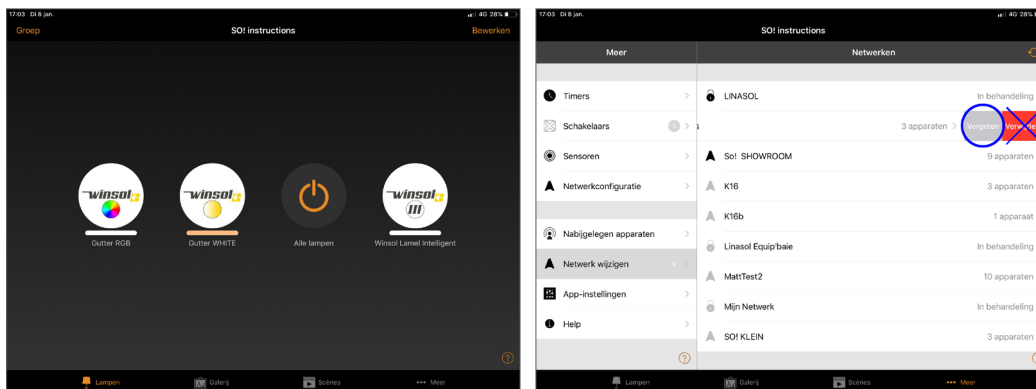 17:03 Di 8 jan.
4G 28%
Groep
SO! instructions
Bewerken
winsol
winsol
winsol
Gutter RGB
Gutter WHITE
Alle lampen
Winsol Lamel Intelligent
?
Lampen
Galerij
Scènes
Meer
17:03 Di 8 jan.
4G 28%
SO! instructions
Meer
Netwerken
Timers
Schakelaars
Sensoren
Netwerkconfiguratie
Nabijgelegen apparaten
Netwerk wijzigen
App-instellingen
Help
?
LINASOL
In behandeling
s
3 apparaten
Vergeten
So! SHOWROOM
9 apparaten
K16
3 apparaten
K16b
1 apparaat
Linasol Equip'baie
In behandeling
MattTest2
10 apparaten
Mijn Netwerk
In behandeling
SO! KLEIN
3 apparaten
Lampen
Galerij
Scènes
Meer